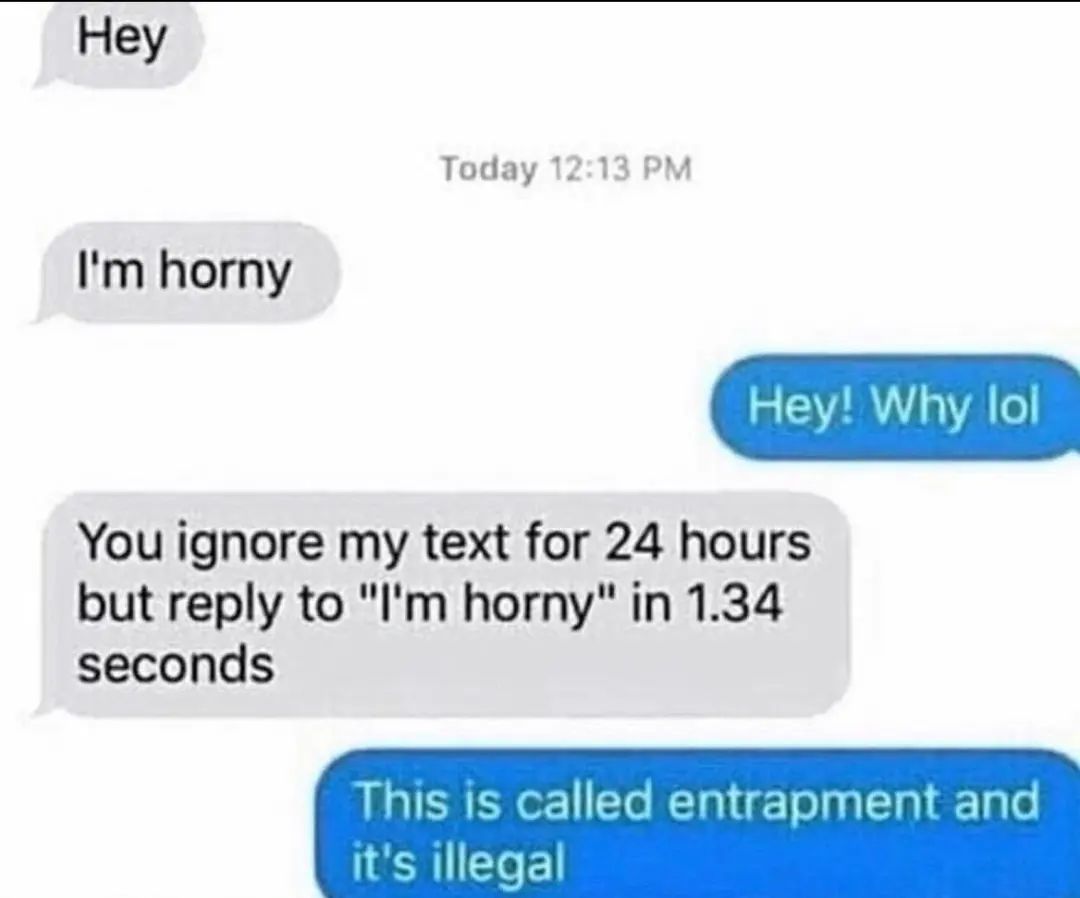 Hey
Today 12:13 PM
I'm horny
Hey! Why lol
You ignore my text for 24 hours
but reply to "I'm horny" in 1.34
seconds
This is called entrapment and
it's illegal